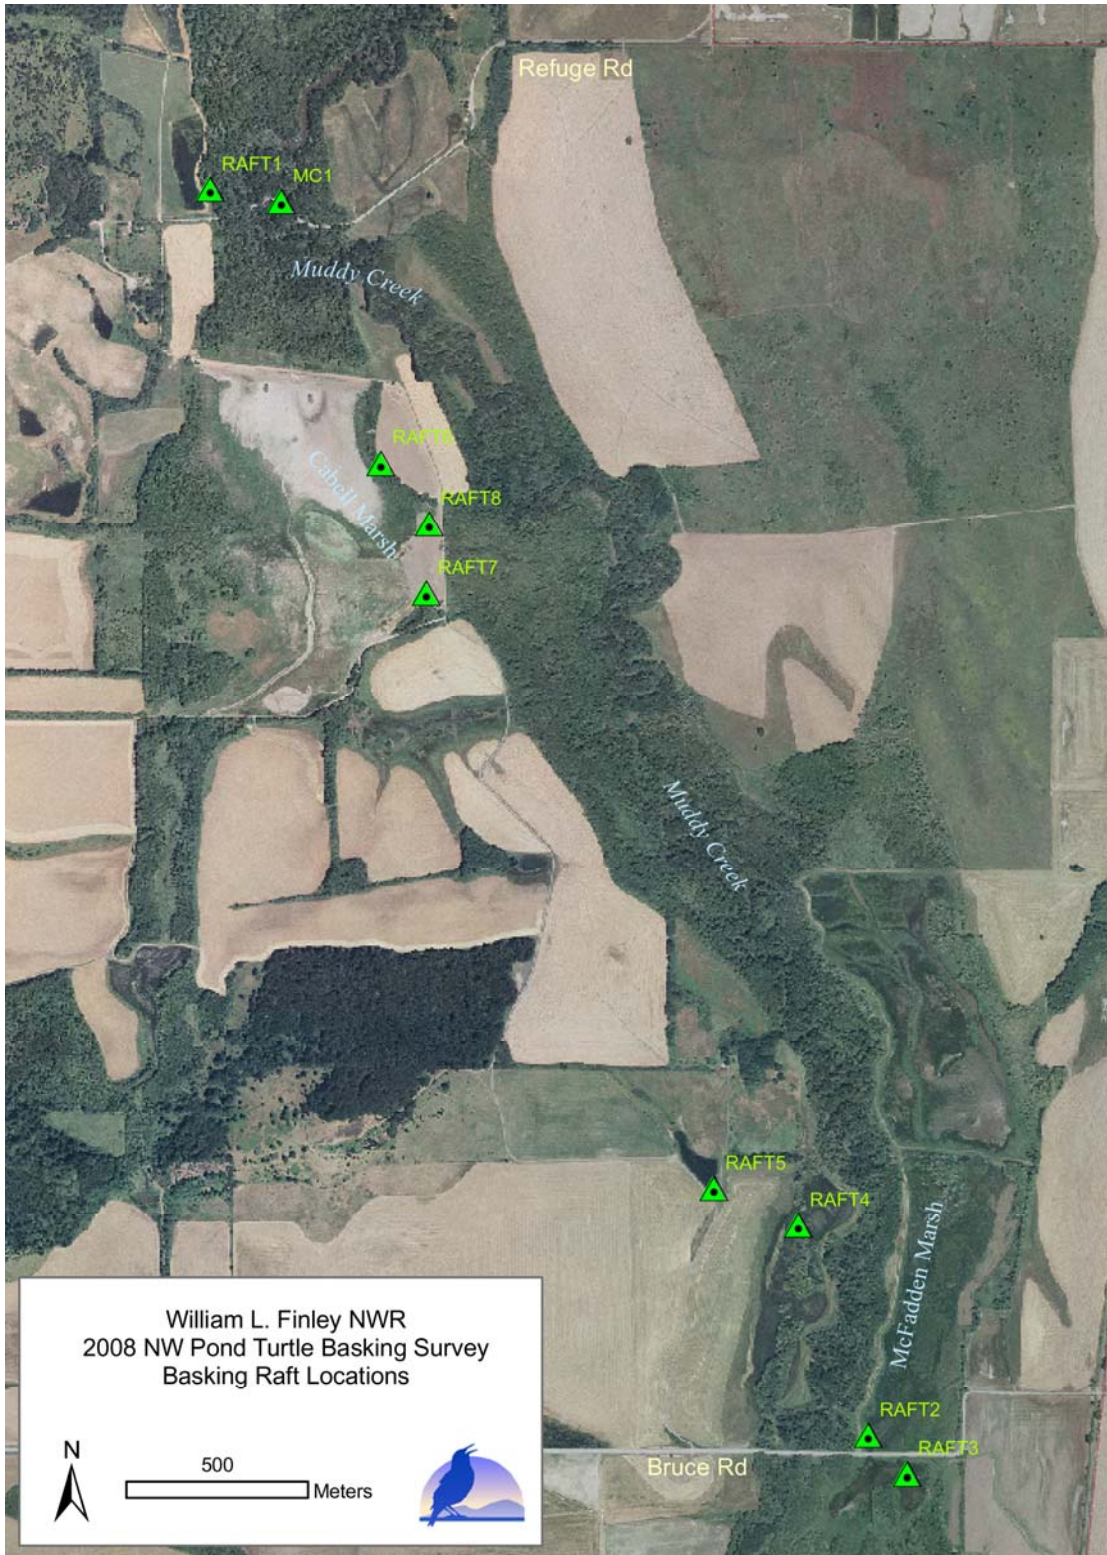 Refuge Rd
RAFT1
MC1
Muddy Creek
RAFT6
Cabell Marsh
RAFT8
RAFT7
Muddy Creek
RAFT5
RAFT4
McFadden Marsh
RAFT2
RAFT3
Bruce Rd
William L. Finley NWR
2008 NW Pond Turtle Basking Survey
Basking Raft Locations
N
500
Meters